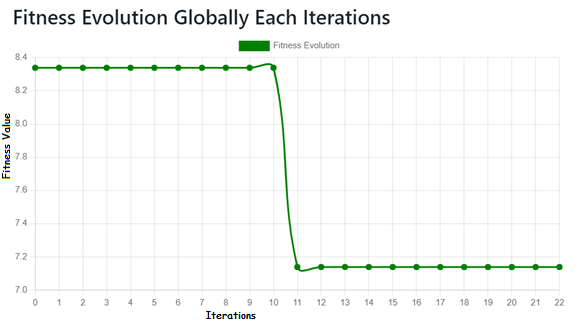 Fitness Evolution Globally Each Iterations
Fitness Evolution
8.4
8.2
8.0
7.8
7.6
7.4
7.2
7.0
Fitness Value
0 1 2 3 4 5 6 7 8 9 10 11 12 13 14 15 16 17 18 19 20 21 22
Iterations